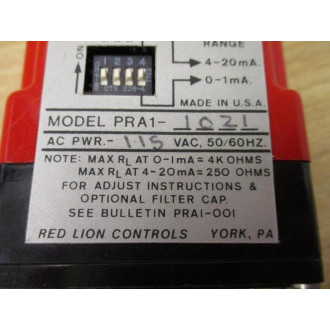 RANGE
ON
1 2 3 4
CTS
4-20mA.
0-1mA.
MADE IN U.S.A.
MODEL PRA1-1021
AC PWR.-115 VAC, 50/60HZ.
NOTE: MAX RL AT 0-1mA = 4K OHMS
MAX RL AT 4-20mA = 250 OHMS
FOR ADJUST INSTRUCTIONS &
OPTIONAL FILTER CAP.
SEE BULLETIN PRA1-001
RED LION CONTROLS YORK, PA